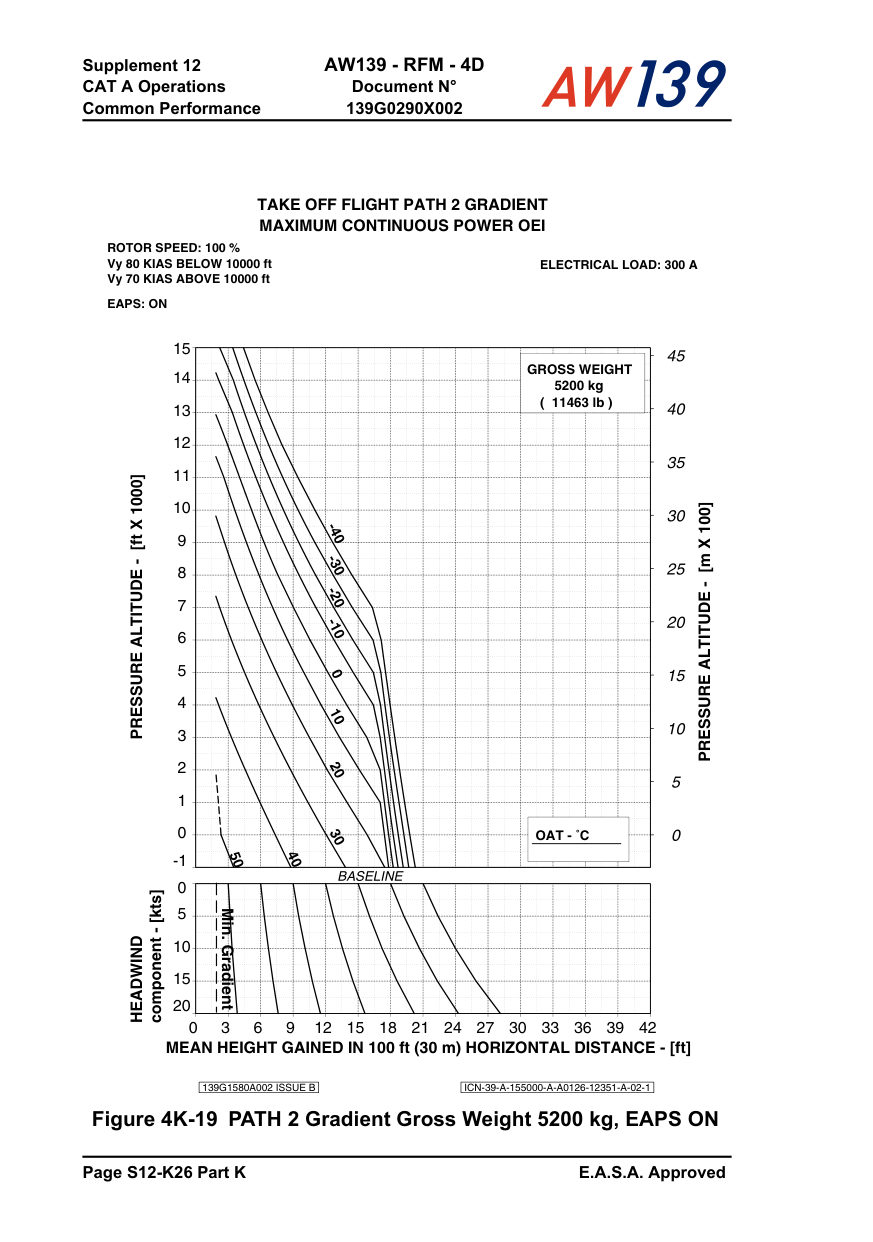 Supplement 12
CAT A Operations
Common Performance
AW139 - RFM - 4D
Document N°
139G0290X002
AW139
TAKE OFF FLIGHT PATH 2 GRADIENT
MAXIMUM CONTINUOUS POWER OEI
ROTOR SPEED: 100 %
Vy 80 KIAS BELOW 10000 ft
Vy 70 KIAS ABOVE 10000 ft
ELECTRICAL LOAD: 300 A
EAPS: ON
GROSS WEIGHT
5200 kg
( 11463 lb )
PRESSURE ALTITUDE - [ft X 1000]
15
14
13
12
11
10
9
8
7
6
5
4
3
2
1
0
-1
-40
-30
-20
-10
0
10
20
30
40
50
45
40
35
30
25
20
15
10
5
0
PRESSURE ALTITUDE - [m X 100]
OAT - °C
BASELINE
HEADWIND
component - [kts]
0
5
10
15
20
Min. Gradient
0 3 6 9 12 15 18 21 24 27 30 33 36 39 42
MEAN HEIGHT GAINED IN 100 ft (30 m) HORIZONTAL DISTANCE - [ft]
139G1580A002 ISSUE B
ICN-39-A-155000-A-A0126-12351-A-02-1
Figure 4K-19 PATH 2 Gradient Gross Weight 5200 kg, EAPS ON
Page S12-K26 Part K
E.A.S.A. Approved